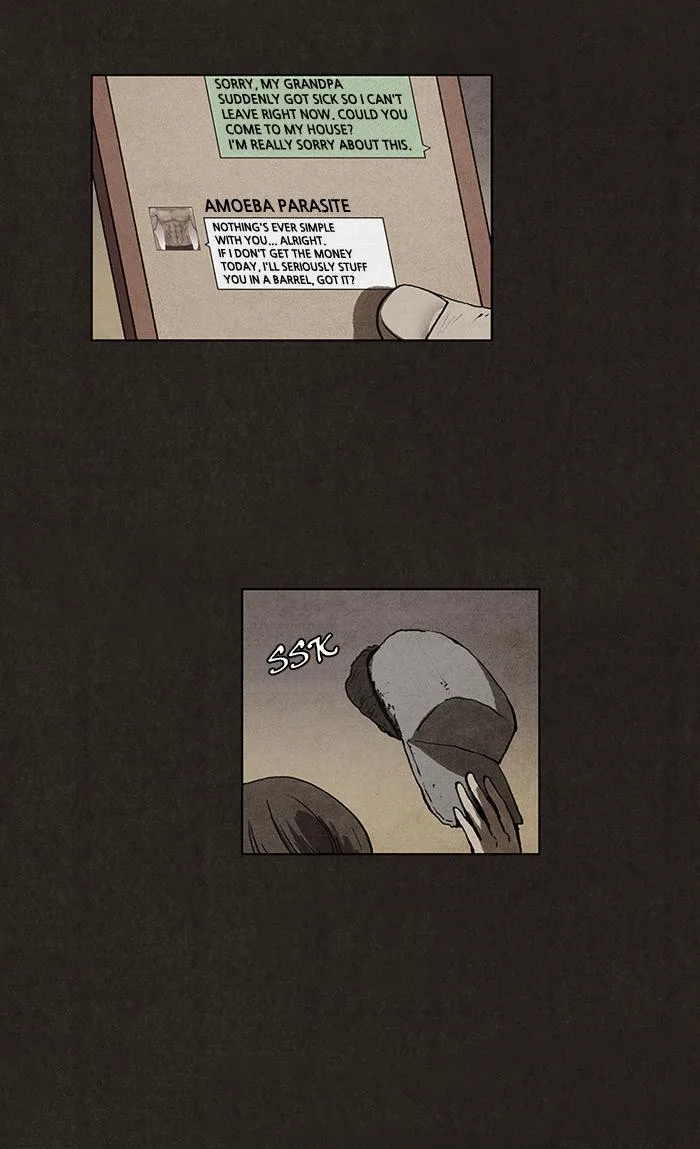 SORRY, MY GRANDPA
SUDDENLY GOT SICK SO I CAN'T
LEAVE RIGHT NOW. COULD YOU
COME TO MY HOUSE?
I'M REALLY SORRY ABOUT THIS.
AMOEBA PARASITE
NOTHING'S EVER SIMPLE
WITH YOU... ALRIGHT.
IF I DON'T GET THE MONEY
TODAY, I'LL SERIOUSLY STUFF
YOU IN A BARREL, GOT IT?
SSK